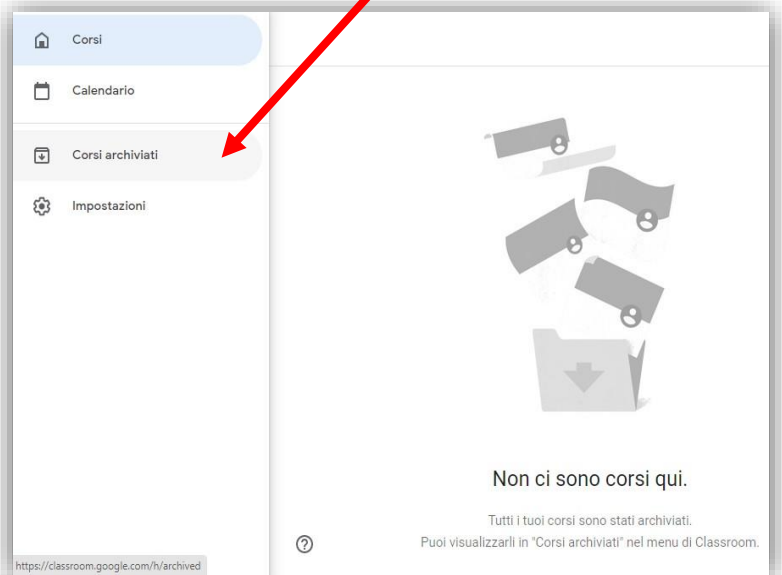 Corsi
Calendario
Corsi archiviati
Impostazioni
Non ci sono corsi qui.
Tutti i tuoi corsi sono stati archiviati.
Puoi visualizzarli in "Corsi archiviati" nel menu di Classroom.
https://classroom.google.com/h/archived